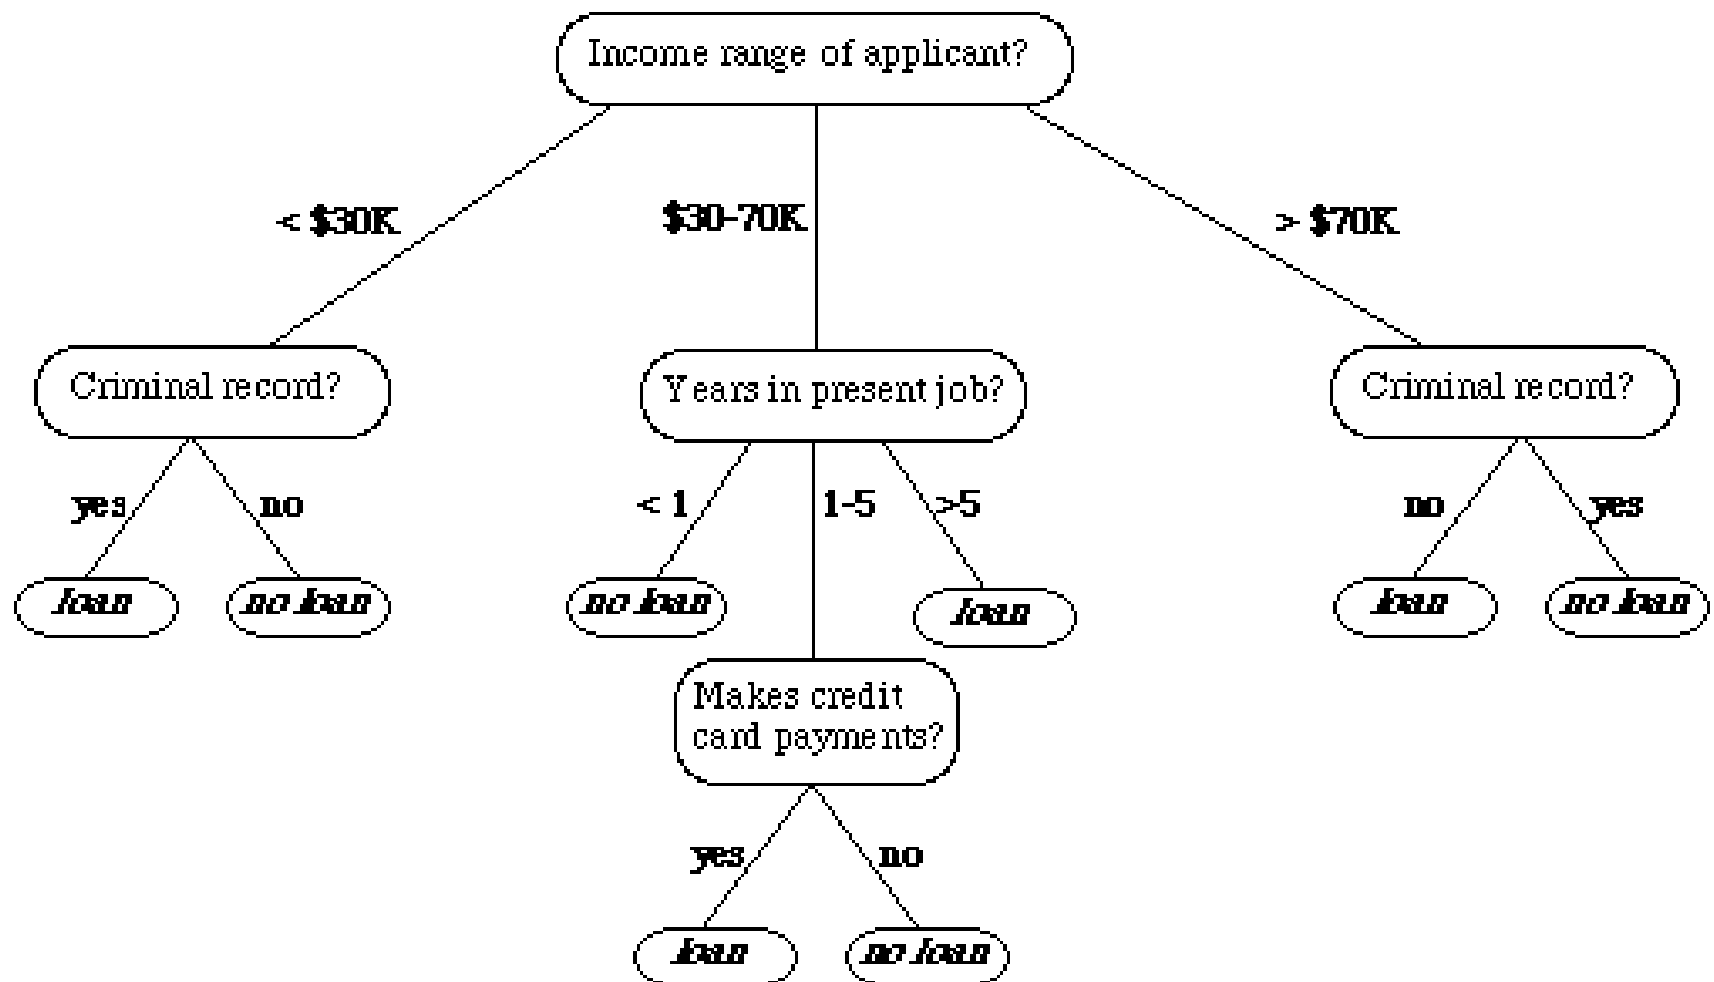 Income range of applicant?
< $30K
$30-70K
> $70K
Criminal record?
Years in present job?
Criminal record?
yes
no
< 1
1-5
>5
no
yes
loan
no loan
no loan
loan
loan
no loan
Makes credit
card payments?
yes
no
loan
no loan